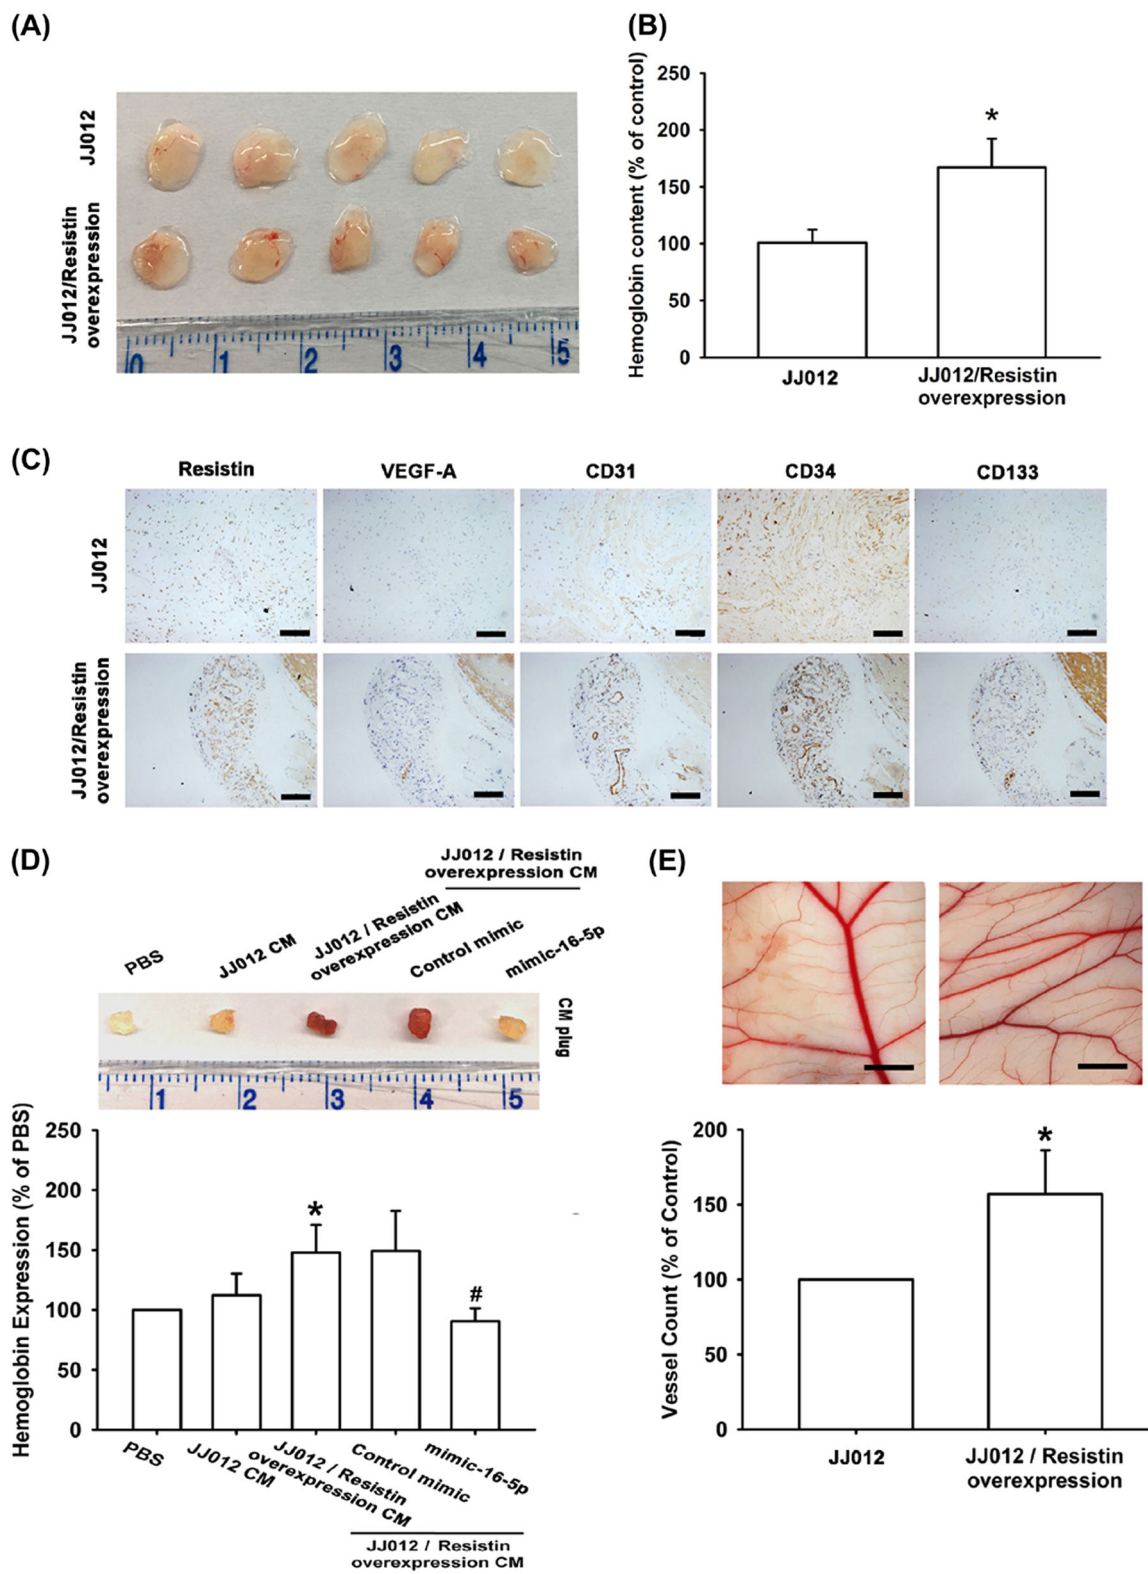 (A)
JJ012
JJ012/Resistin
overexpression
0 1 2 3 4 5
(B)
Hemoglobin content (% of control)
250
200
150
100
50
0
*
JJ012
JJ012/Resistin
overexpression
(C)
Resistin VEGF-A CD31 CD34 CD133
JJ012
JJ012/Resistin
overexpression
(D)
JJ012 / Resistin
overexpression CM
PBS
JJ012 CM
JJ012 / Resistin
overexpression CM
Control mimic
mimic-16-5p
CM plug
1 2 3 4 5
Hemoglobin Expression (% of PBS)
250
200
150
100
50
0
*
#
PBS
JJ012 CM
JJ012 / Resistin
overexpression CM
Control mimic
mimic-16-5p
JJ012 / Resistin
overexpression CM
(E)
Vessel Count (% of Control)
200
150
100
50
0
*
JJ012
JJ012 / Resistin
overexpression